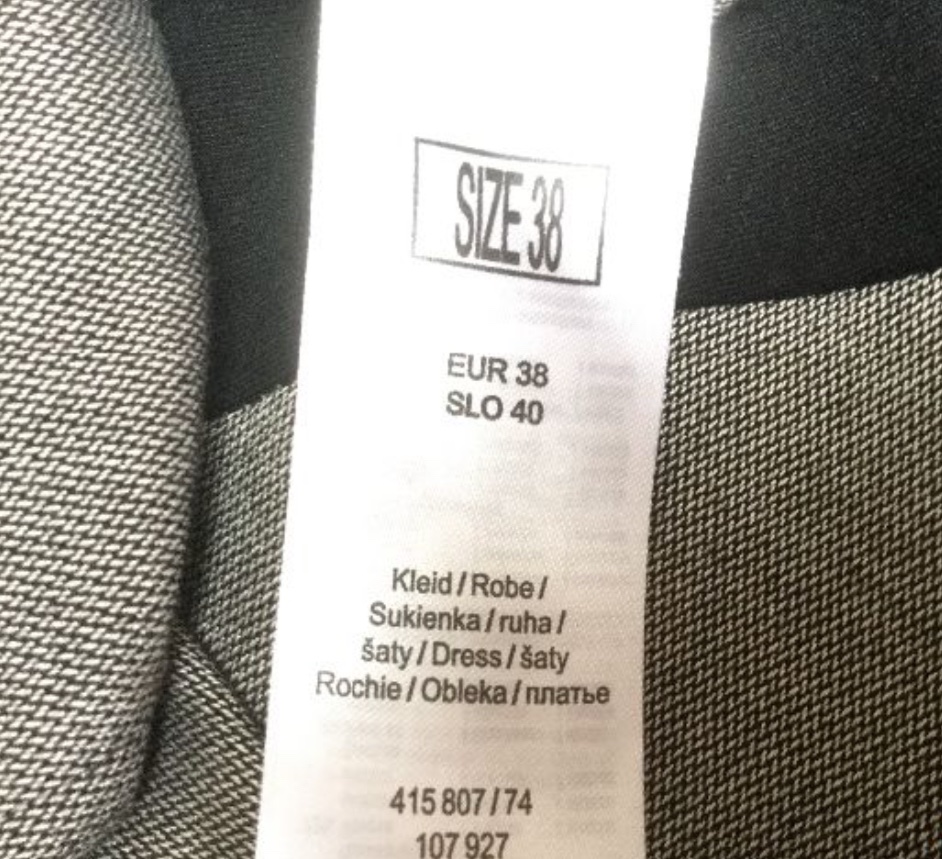 SIZE 38
EUR 38
SLO 40
Kleid / Robe /
Sukienka / ruha /
šaty / Dress / šaty
Rochie / Obleka / платье
415 807 / 74
107 927